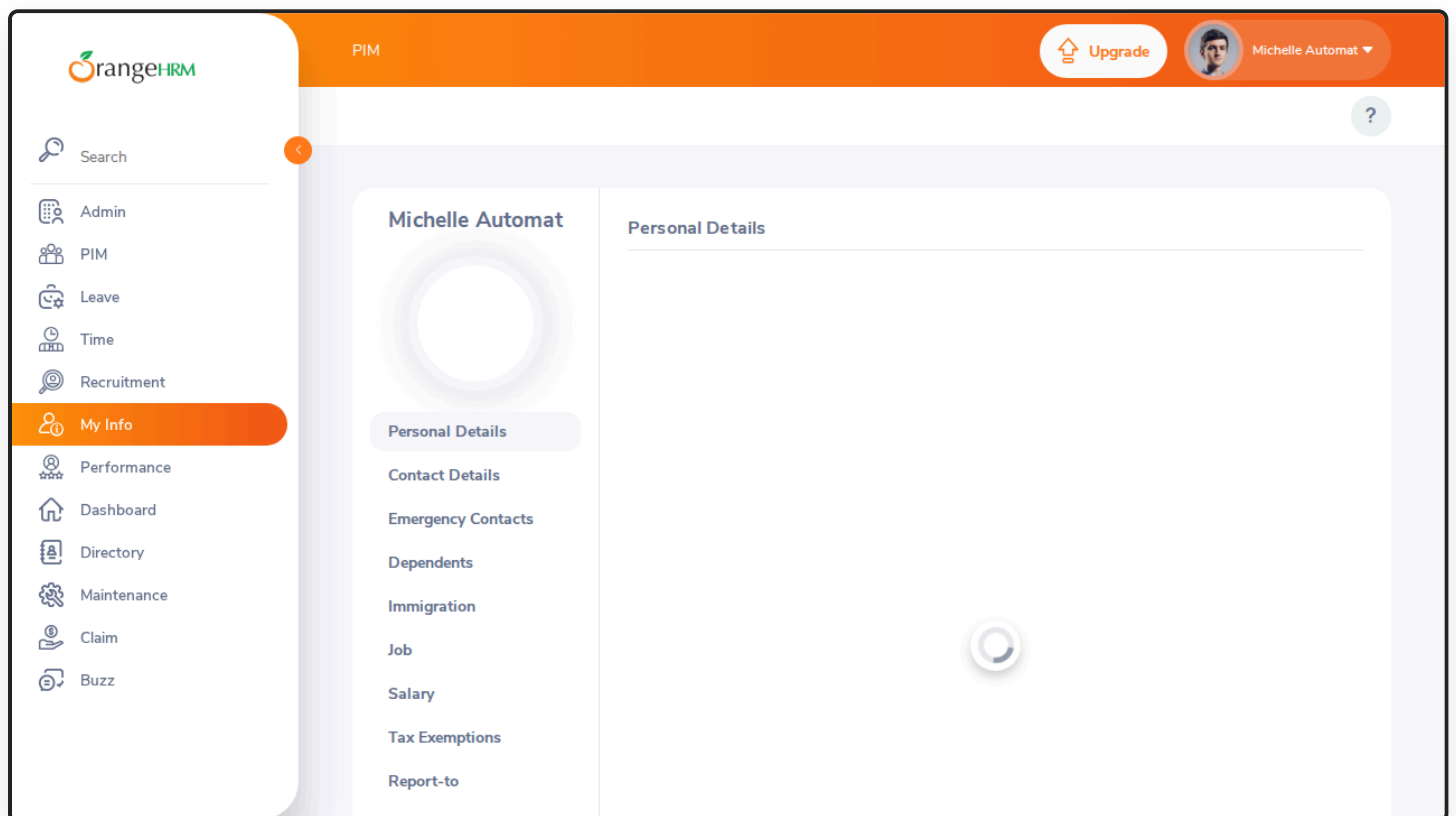 OrangeHRM
PIM
Upgrade
Michelle Automat
?
Search
Admin
PIM
Leave
Time
Recruitment
My Info
Performance
Dashboard
Directory
Maintenance
Claim
Buzz
Michelle Automat
Personal Details
Contact Details
Emergency Contacts
Dependents
Immigration
Job
Salary
Tax Exemptions
Report-to
Personal Details